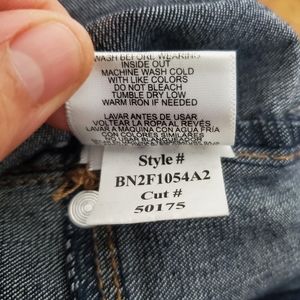 WASH BEFORE WEARING
INSIDE OUT
MACHINE WASH COLD
WITH LIKE COLORS
DO NOT BLEACH
TUMBLE DRY LOW
WARM IRON IF NEEDED
LAVAR ANTES DE USAR
VOLTEAR LA ROPA AL REVES
LAVAR A MAQUINA CON AGUA FRIA
CON COLORES SIMILARES
Style #
BN2F1054A2
Cut #
50175